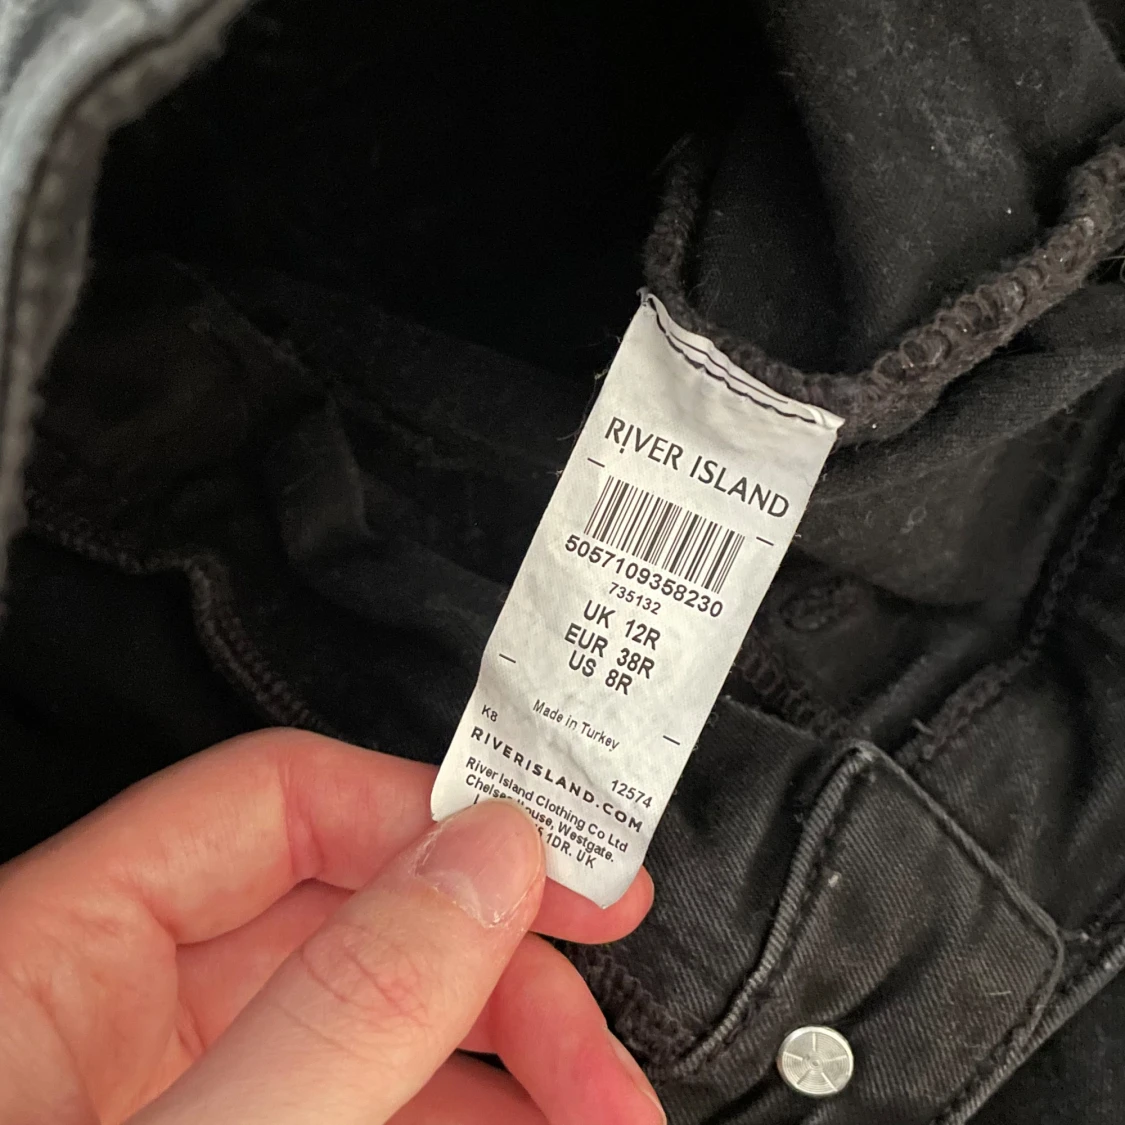 RIVER ISLAND
5057109358230
735132
UK 12R
EUR 38R
US 8R
K8 Made in Turkey 12574
RIVERISLAND.COM
River Island Clothing Co Ltd
House, Westgate.
1DR. UK